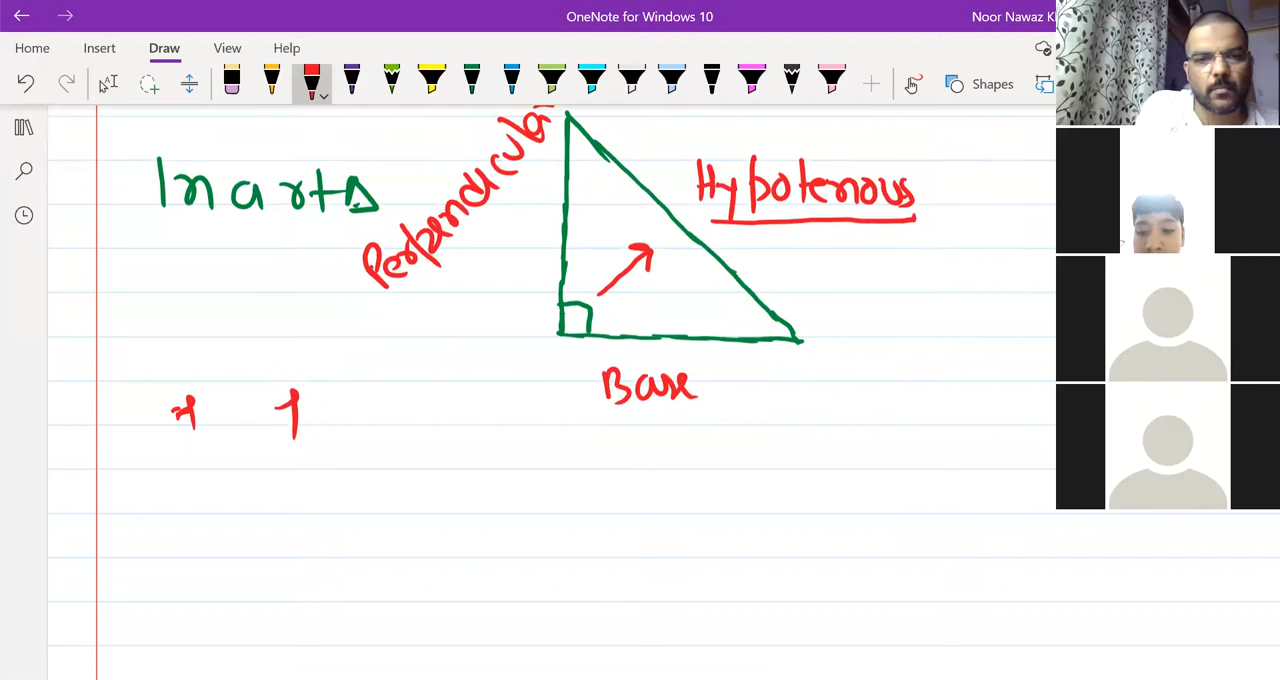 OneNote for Windows 10
Noor Nawaz K
Home Insert Draw View Help
Shapes
In a rt Δ
Perpendicular
Hypotenous
Base